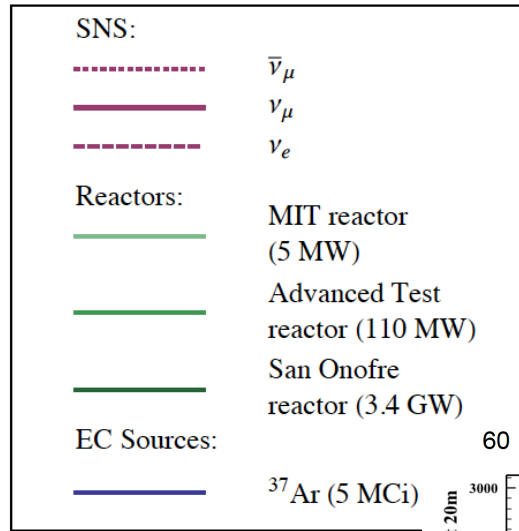 SNS:
ν̅μ
νμ
νe
Reactors:
MIT reactor
(5 MW)
Advanced Test
reactor (110 MW)
San Onofre
reactor (3.4 GW)
EC Sources:
60
³⁷Ar (5 MCi)
3000
20m